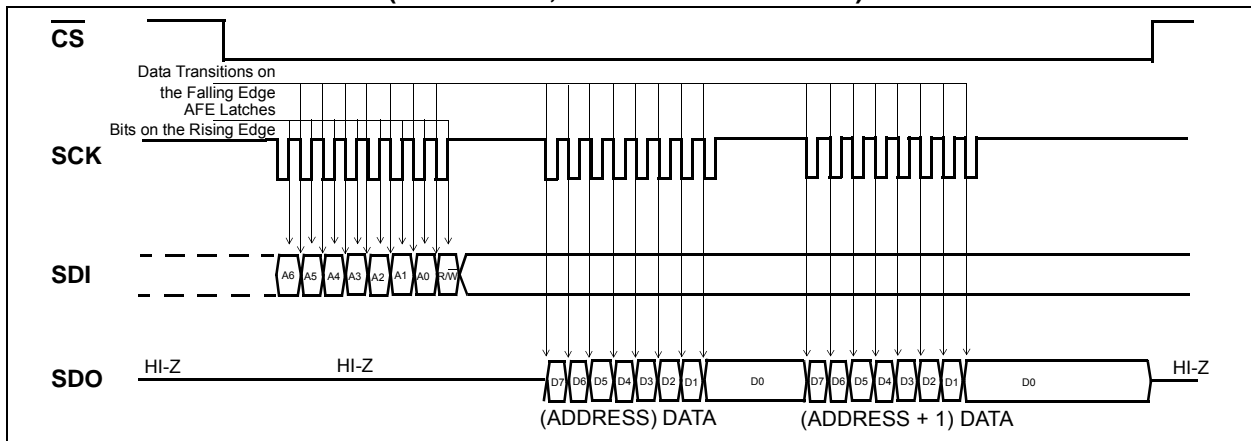 CS
Data Transitions on
the Falling Edge
AFE Latches
Bits on the Rising Edge
SCK
SDI
A6 A5 A4 A3 A2 A1 A0 R/W
SDO
HI-Z HI-Z D7 D6 D5 D4 D3 D2 D1 D0 D7 D6 D5 D4 D3 D2 D1 D0 HI-Z
(ADDRESS) DATA (ADDRESS + 1) DATA